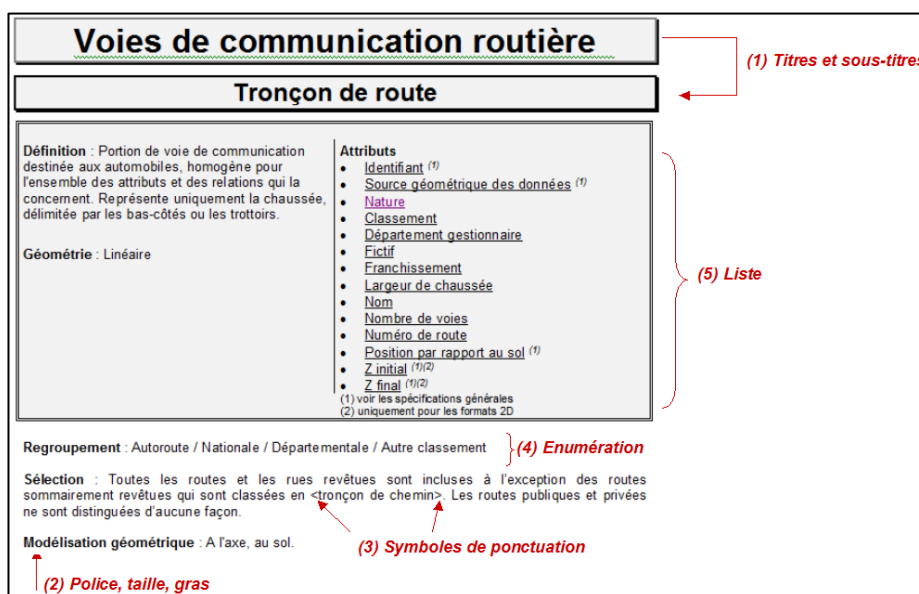 Voies de communication routière
(1) Titres et sous-titres
Tronçon de route
Définition : Portion de voie de communication
destinée aux automobiles, homogène pour
l'ensemble des attributs et des relations qui la
concernent. Représente uniquement la chaussée,
délimitée par les bas-côtés ou les trottoirs.
Géométrie : Linéaire
Attributs
• Identifiant (1)
• Source géométrique des données (1)
• Nature
• Classement
• Département gestionnaire
• Fictif
• Franchissement
• Largeur de chaussée
• Nom
• Nombre de voies
• Numéro de route
• Position par rapport au sol (1)
• Z initial (1)(2)
• Z final (1)(2)
(1) voir les spécifications générales
(2) uniquement pour les formats 2D
(5) Liste
Regroupement : Autoroute / Nationale / Départementale / Autre classement
(4) Enumération
Sélection : Toutes les routes et les rues revêtues sont incluses à l'exception des routes
sommairement revêtues qui sont classées en <tronçon de chemin>. Les routes publiques et privées
ne sont distinguées d'aucune façon.
(3) Symboles de ponctuation
Modélisation géométrique : A l'axe, au sol.
(2) Police, taille, gras